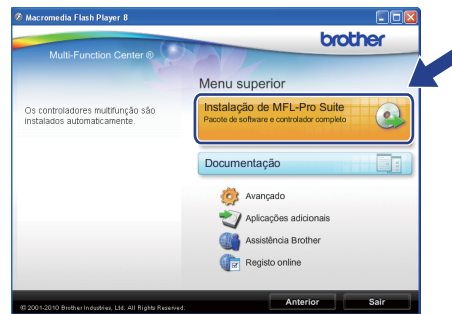 Macromedia Flash Player 8
brother
Multi-Function Center ®
Menu superior
Os controladores multifunção são
instalados automaticamente.
Instalação de MFL-Pro Suite
Pacote de software e controlador completo
Documentação
Avançado
Aplicações adicionais
Assistência Brother
Registo online
© 2001-2010 Brother Industries, Ltd. All Rights Reserved.
Anterior
Sair